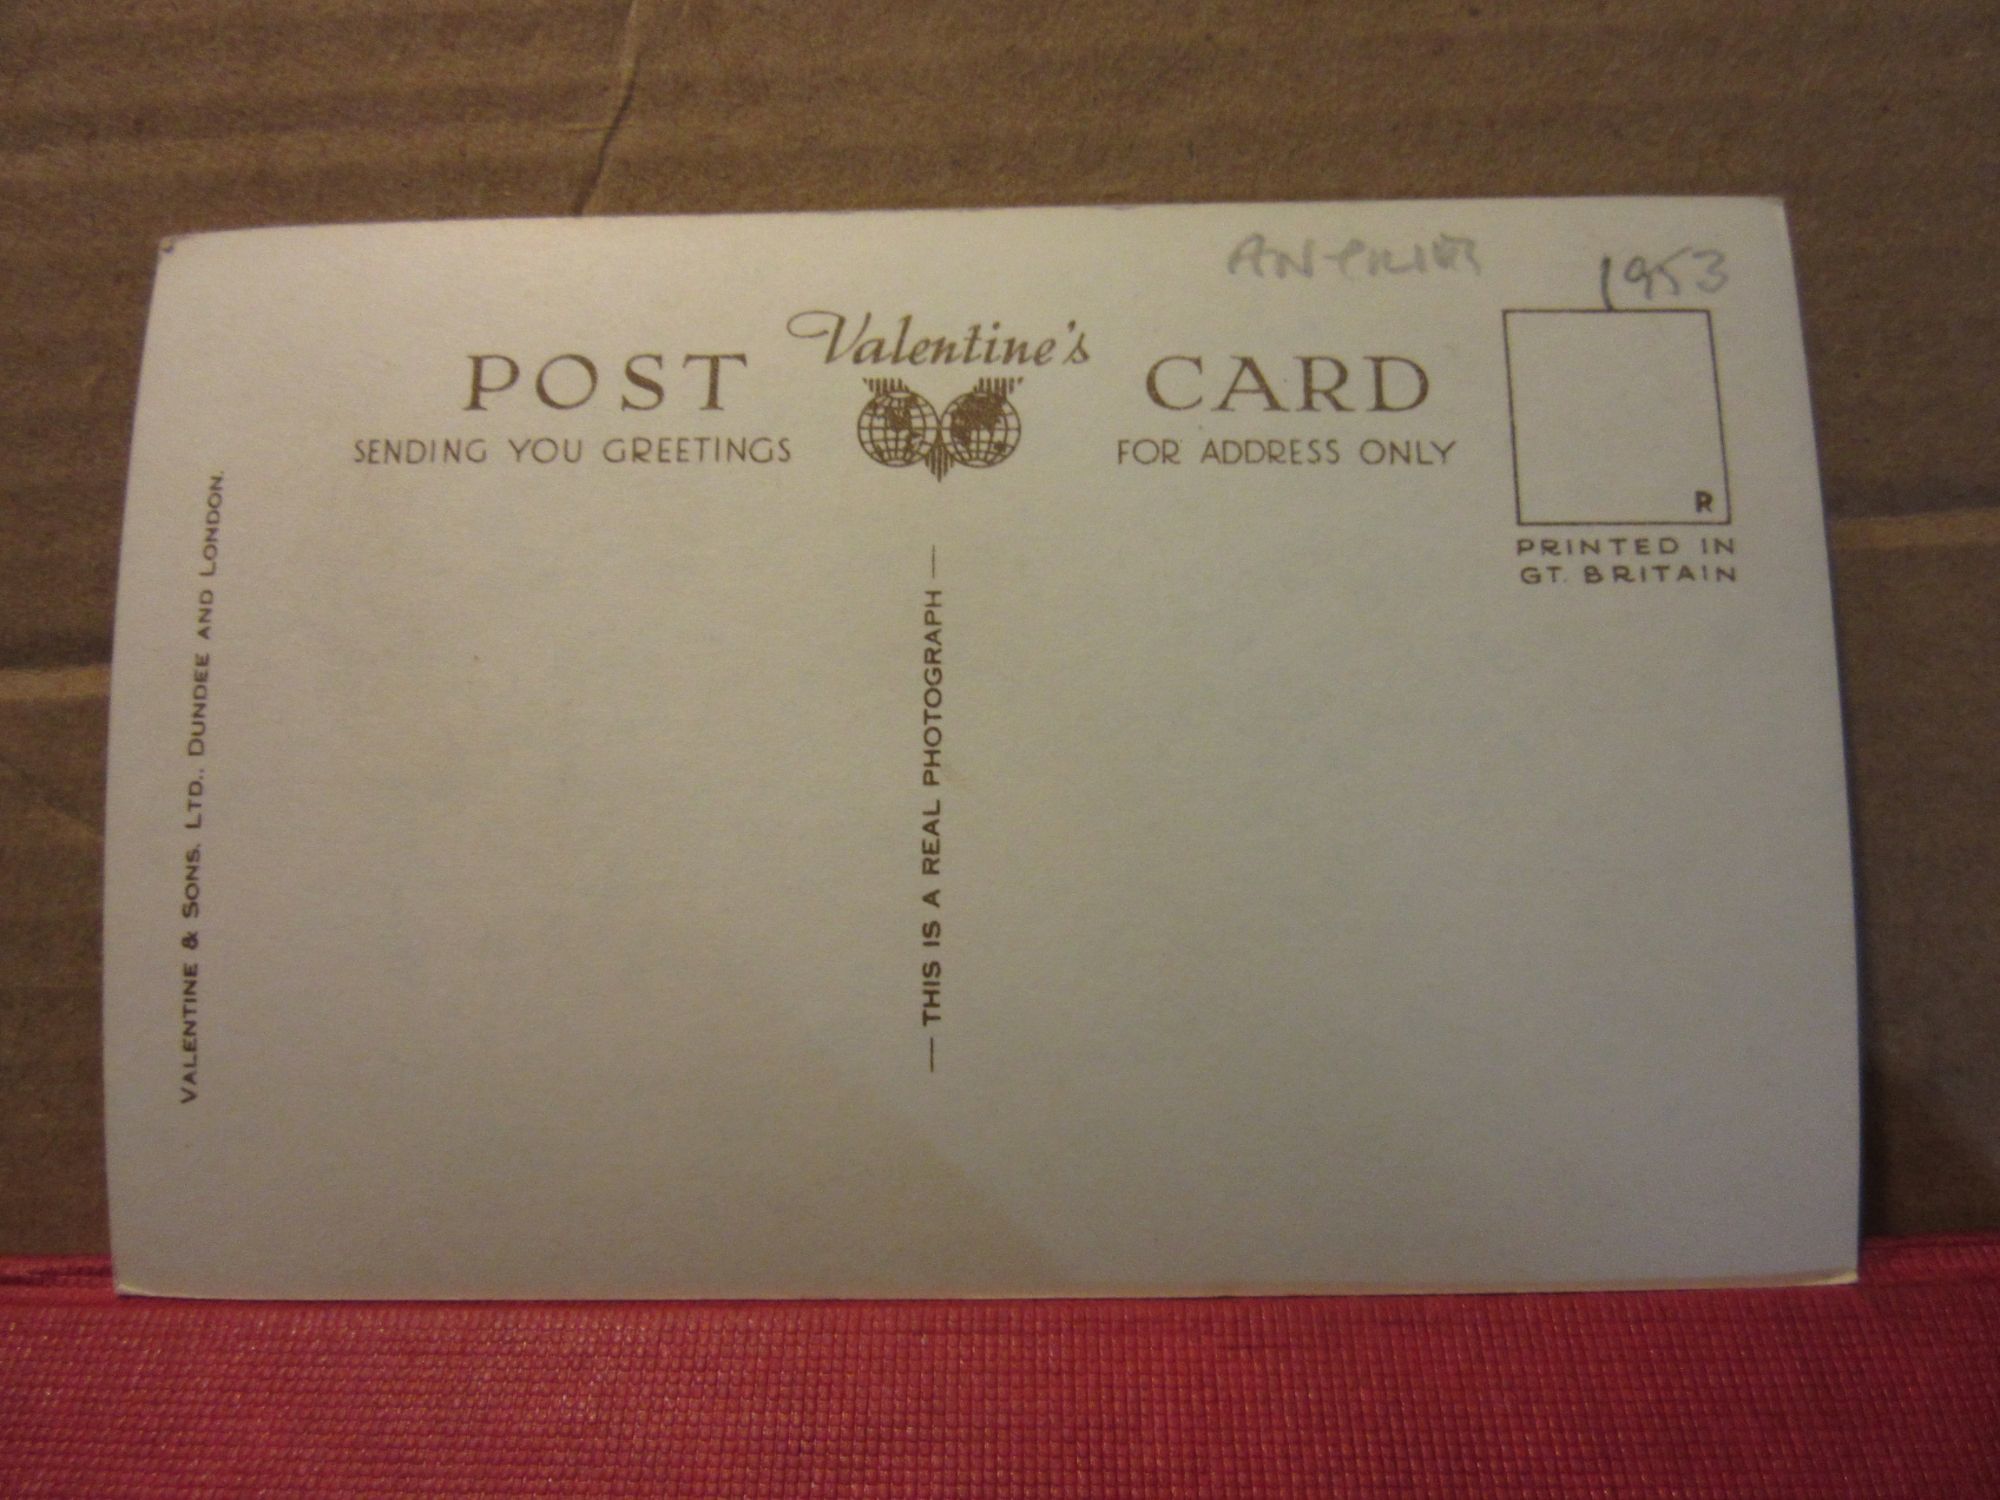 1953
Valentine's
POST CARD
SENDING YOU GREETINGS
FOR ADDRESS ONLY
R
PRINTED IN
GT. BRITAIN
VALENTINE & SONS. LTD., DUNDEE AND LONDON.
— THIS IS A REAL PHOTOGRAPH —